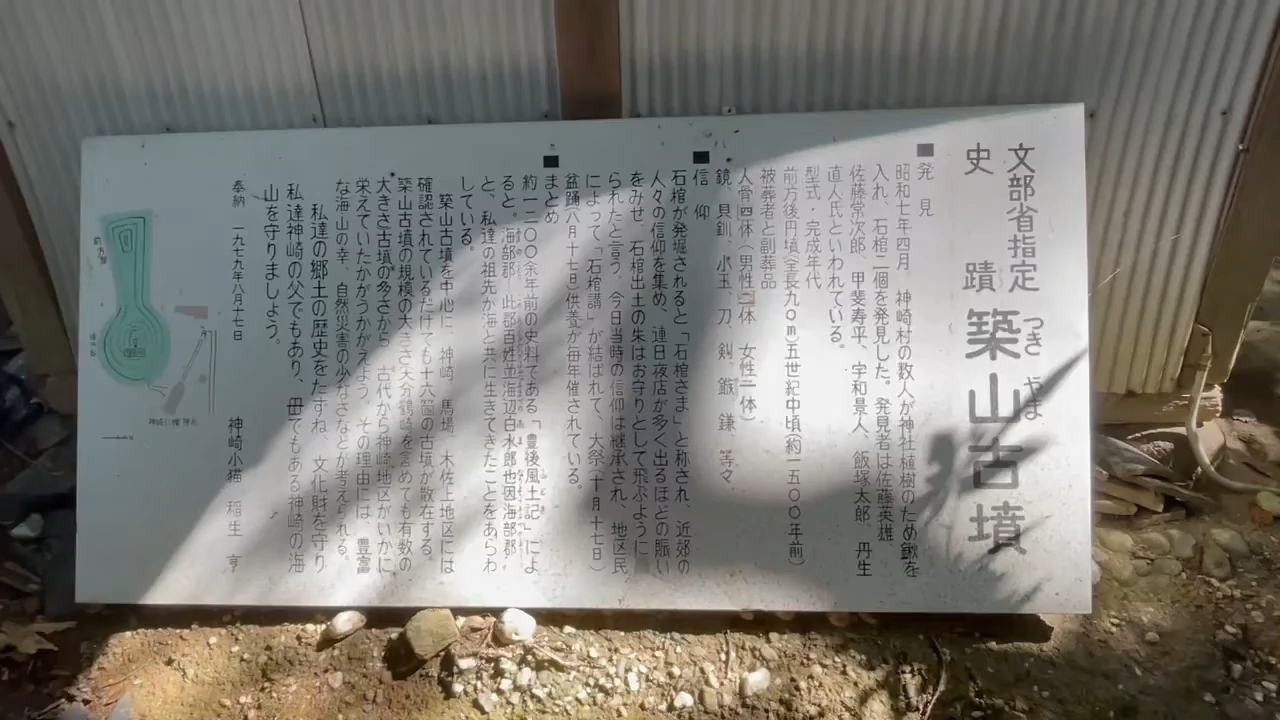 文部省指定
史蹟 築山古墳
つき やま
■発見
昭和七年四月 神崎村の数人が神社植樹のため鍬を
入れ、石棺二個を発見した。発見者は佐藤英雄
佐藤常次郎、甲斐寿平、宇和景人、飯塚太郎、丹生
直人氏といわれている。
型式・完成年代
前方後円墳(全長九〇m)五世紀中頃(約一五〇〇年前)
被葬者と副葬品
人骨四体(男性 体 女性 体)
鏡 貝釧、小玉、刀、剣、鏃、鎌、等々
■信仰
石棺が発掘されると「石棺さま」と称され、近郊の
人々の信仰を集め、連日夜店が多く出るほどの賑い
をみせ 石棺出土の朱はお守りとして飛ぶように
られたと言う。今日当時の信仰は継承され、地区民
によって「石棺講」が結ばれて、大祭(十月十七日)
盆踊(八月十七日)供養が毎年催されている。
■まとめ
約一二〇〇余年前の史料である「豊後風土記」によ
ると。海部郡 此郡百姓並海辺白水郎也因海部郡
と、私達の祖先が海と共に生きてきたことをあらわ
している。
築山古墳を中心に 神崎、馬場、木佐上地区には
確認されているだけでも十六箇の古墳が散在する。
築山古墳の規模の大きさ大分鶴崎を含めても有数の
大きさ古墳の多さから 古代から神崎地区がいかに
栄えていたかがうかがえよう。その理由には、豊富
な海山の幸、自然災害の少なさなどが考えられる。
私達の郷土の歴史をたずね、文化財を守り
私達神崎の父でもあり、母でもある神崎の海
山を守りましょう。
奉納 一九七九年八月十七日
神崎小猫 稲生 亨
前方部